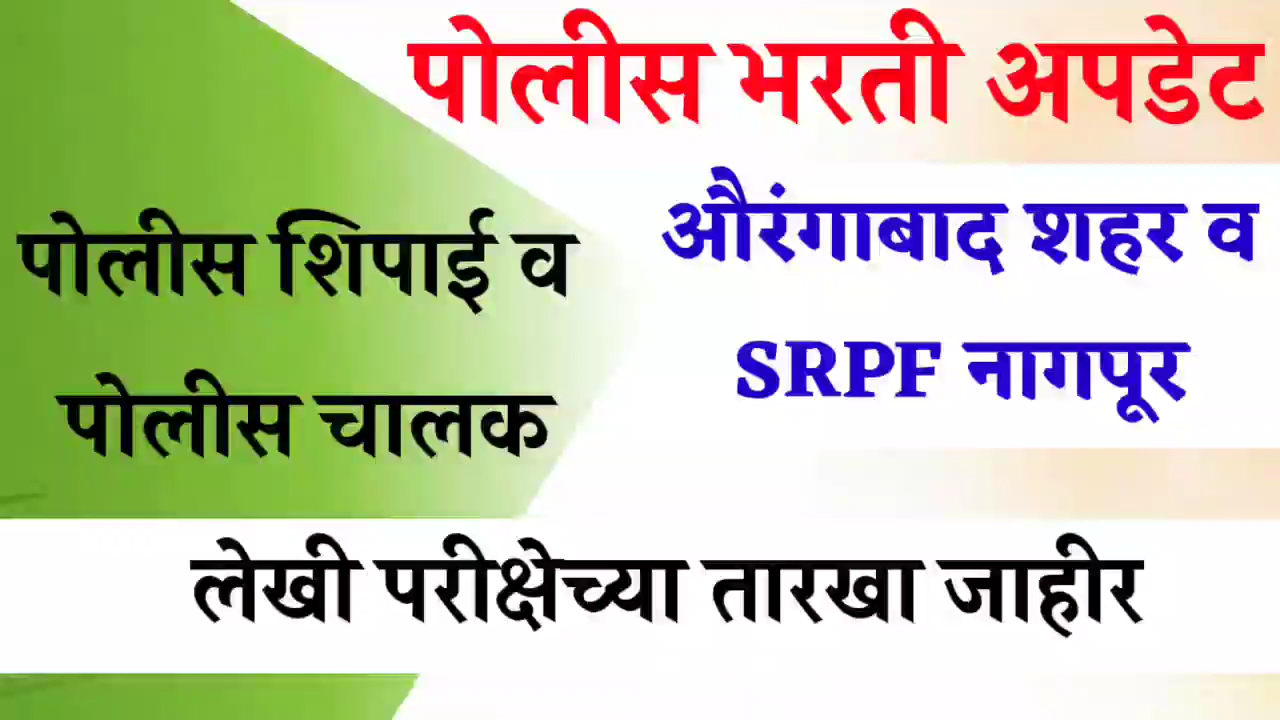 पोलीस भरती अपडेट
पोलीस शिपाई व
पोलीस चालक
औरंगाबाद शहर व
SRPF नागपूर
लेखी परीक्षेच्या तारखा जाहीर